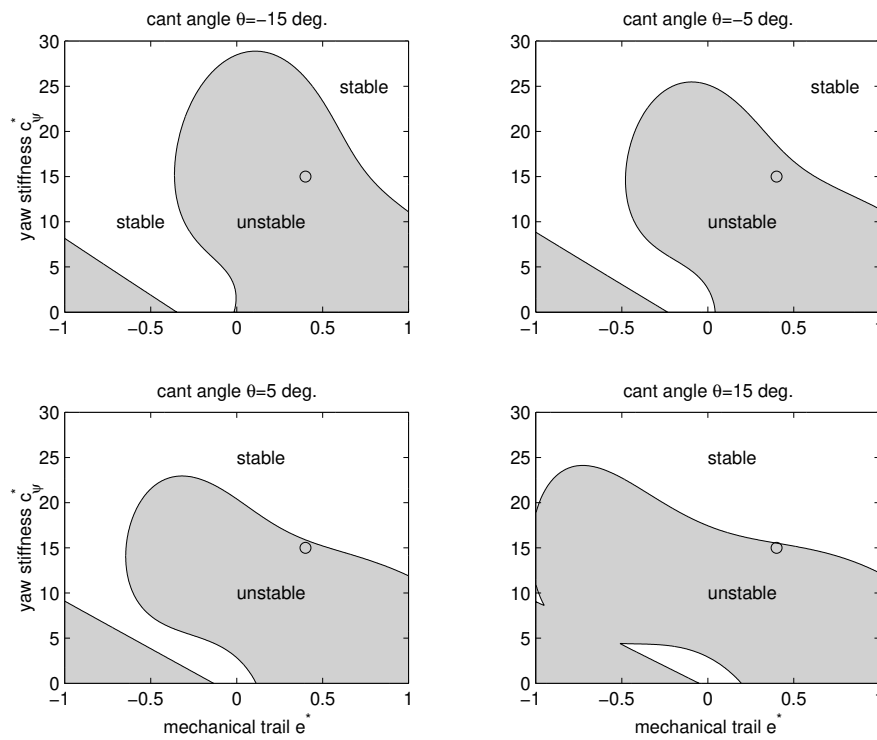 cant angle θ=−15 deg.
cant angle θ=−5 deg.
30
25
20
15
10
5
0
yaw stiffness c*ψ
stable
stable
unstable
−1
−0.5
0
0.5
1
30
25
20
15
10
5
0
stable
unstable
−1
−0.5
0
0.5
1
cant angle θ=5 deg.
cant angle θ=15 deg.
30
25
20
15
10
5
0
yaw stiffness c*ψ
stable
unstable
−1
−0.5
0
0.5
1
mechanical trail e*
30
25
20
15
10
5
0
stable
unstable
−1
−0.5
0
0.5
1
mechanical trail e*